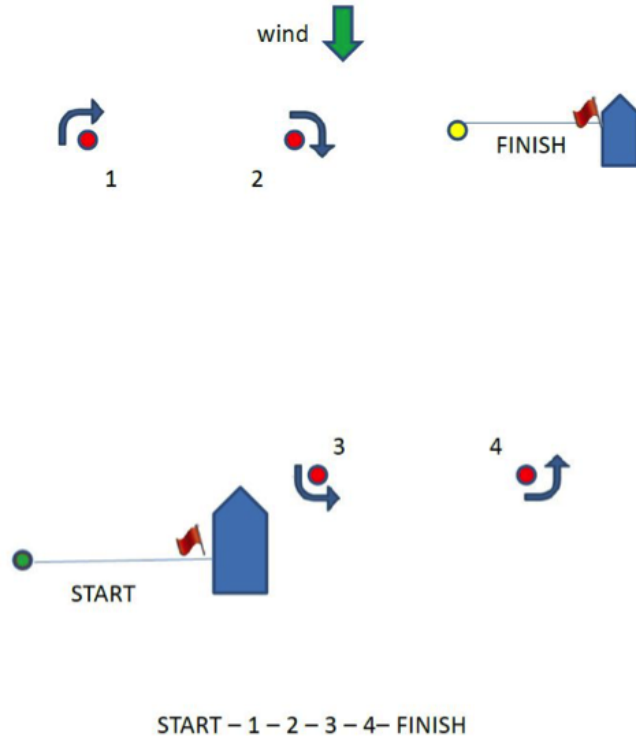 wind
FINISH
1
2
3
4
START
START – 1 – 2 – 3 – 4– FINISH